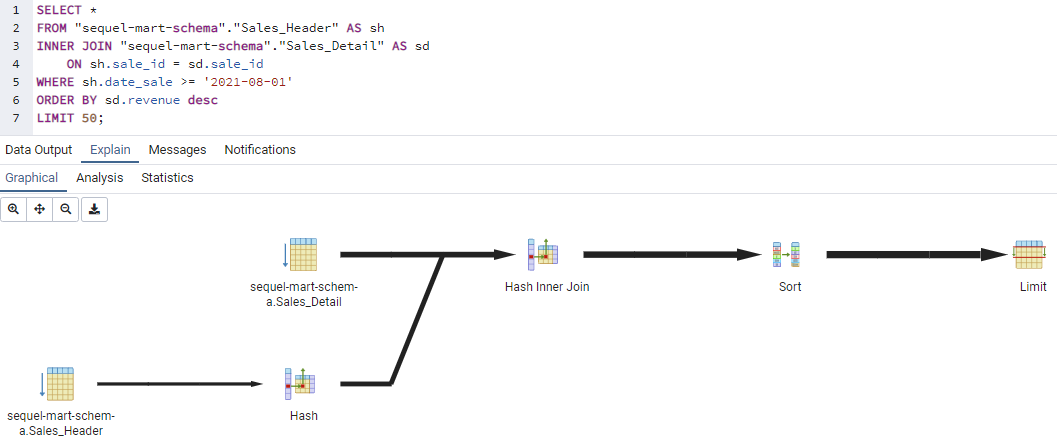 1 SELECT *
2 FROM "sequel-mart-schema"."Sales_Header" AS sh
3 INNER JOIN "sequel-mart-schema"."Sales_Detail" AS sd
4     ON sh.sale_id = sd.sale_id
5 WHERE sh.date_sale >= '2021-08-01'
6 ORDER BY sd.revenue desc
7 LIMIT 50;
Data Output Explain Messages Notifications
Graphical Analysis Statistics
sequel-mart-schem-
a.Sales_Detail
Hash Inner Join
Sort
Limit
sequel-mart-schem-
a.Sales_Header
Hash